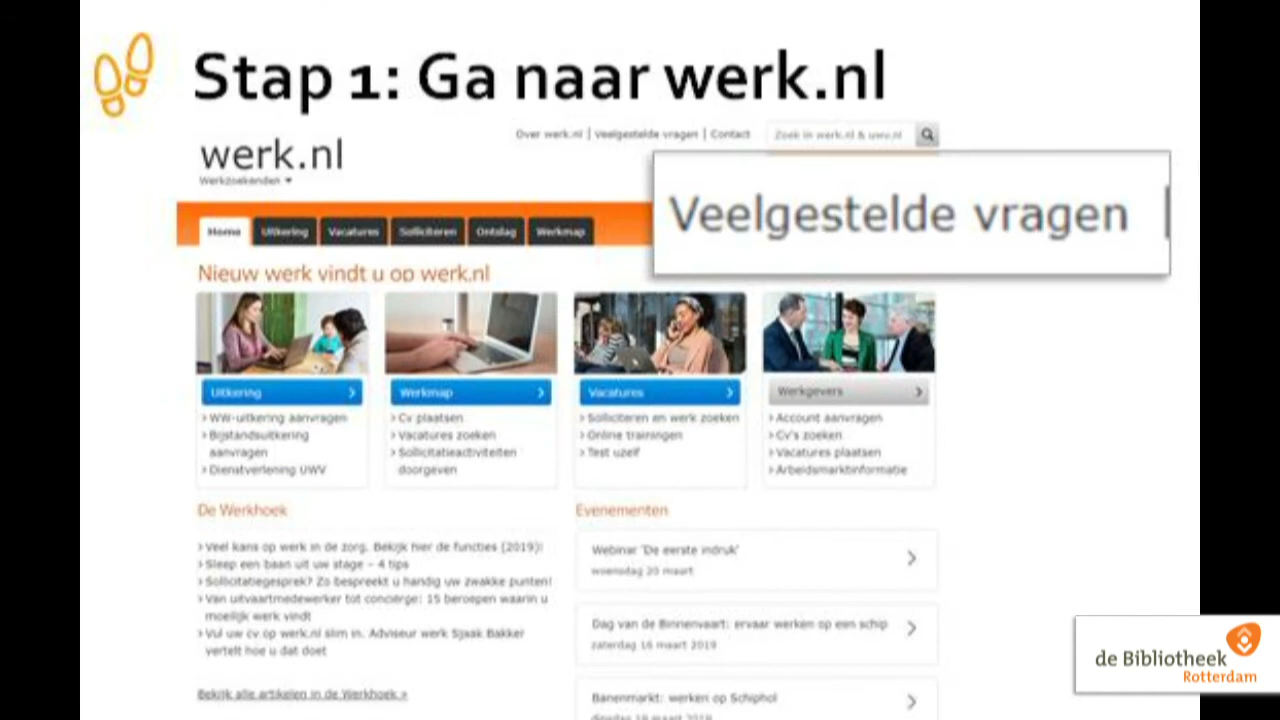 Stap 1: Ga naar werk.nl
Over werk.nl | Veelgestelde vragen | Contact
Zoek in werk.nl & uwv.nl
werk.nl
Werkzoekenden
Veelgestelde vragen
Home Uitkering Vacatures Solliciteren Ontslag Werkmap
Nieuw werk vindt u op werk.nl
Uitkering
WW-uitkering aanvragen
Bijstandsuitkering
aanvragen
Dienstverlening UWV
Werkmap
Cv plaatsen
Vacatures zoeken
Sollicitatieactiviteiten
doorgeven
Vacatures
Solliciteren en werk zoeken
Online trainingen
Test uzelf
Werkgevers
Account aanvragen
Cv's zoeken
Vacatures plaatsen
Arbeidsmarktinformatie
De Werkhoek
Veel kans op werk in de zorg. Bekijk hier de functies (2019)!
Sleep een baan uit uw stage - 4 tips
Sollicitatiegesprek? Zo bespreekt u handig uw zwakke punten!
Van uitvaartmedewerker tot conciërge: 15 beroepen waarin u
moeilijk werk vindt
Vul uw cv op werk.nl slim in. Adviseur werk Sjaak Bakker
vertelt hoe u dat doet
Bekijk alle artikelen in de Werkhoek >
Evenementen
Webinar 'De eerste indruk'
woensdag 20 maart
Dag van de Binnenvaart: ervaar werken op een schip
zaterdag 16 maart 2019
Banenmarkt: werken op Schiphol
de Bibliotheek
Rotterdam